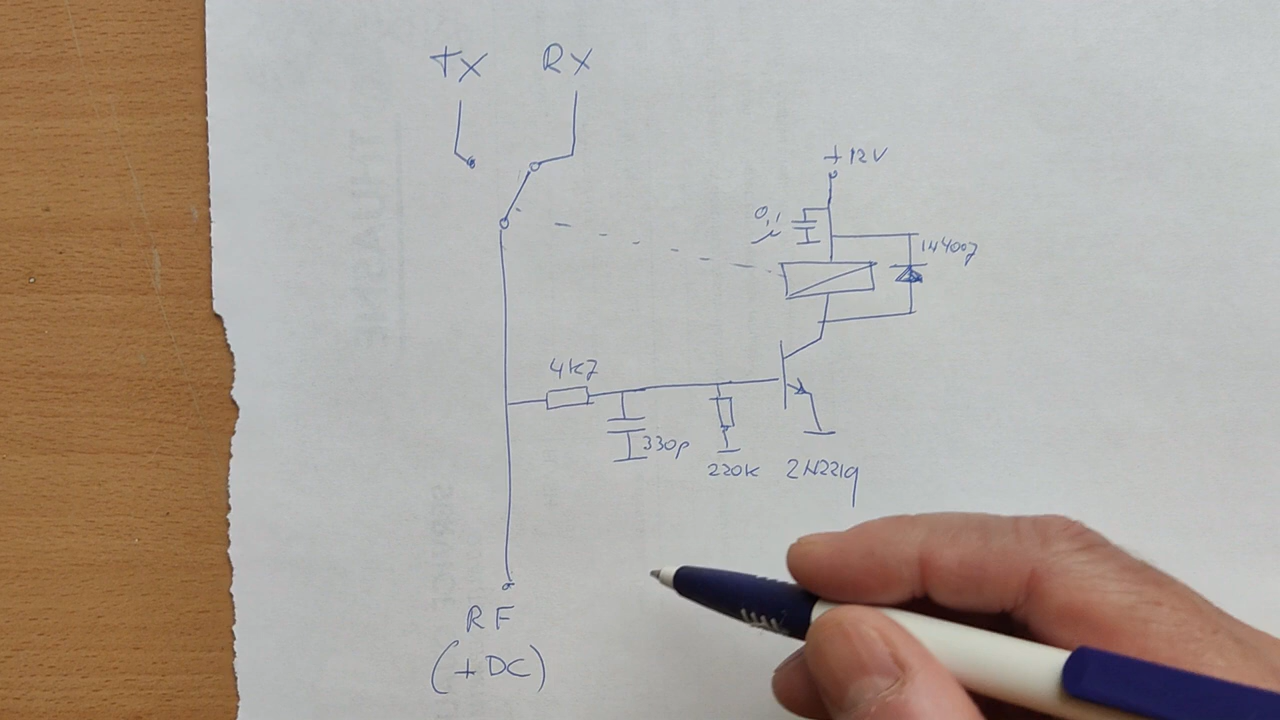 TX RX
+12V
0,1
μ
1N4007
4K7
330p
220K 2N2219
RF
(+DC)